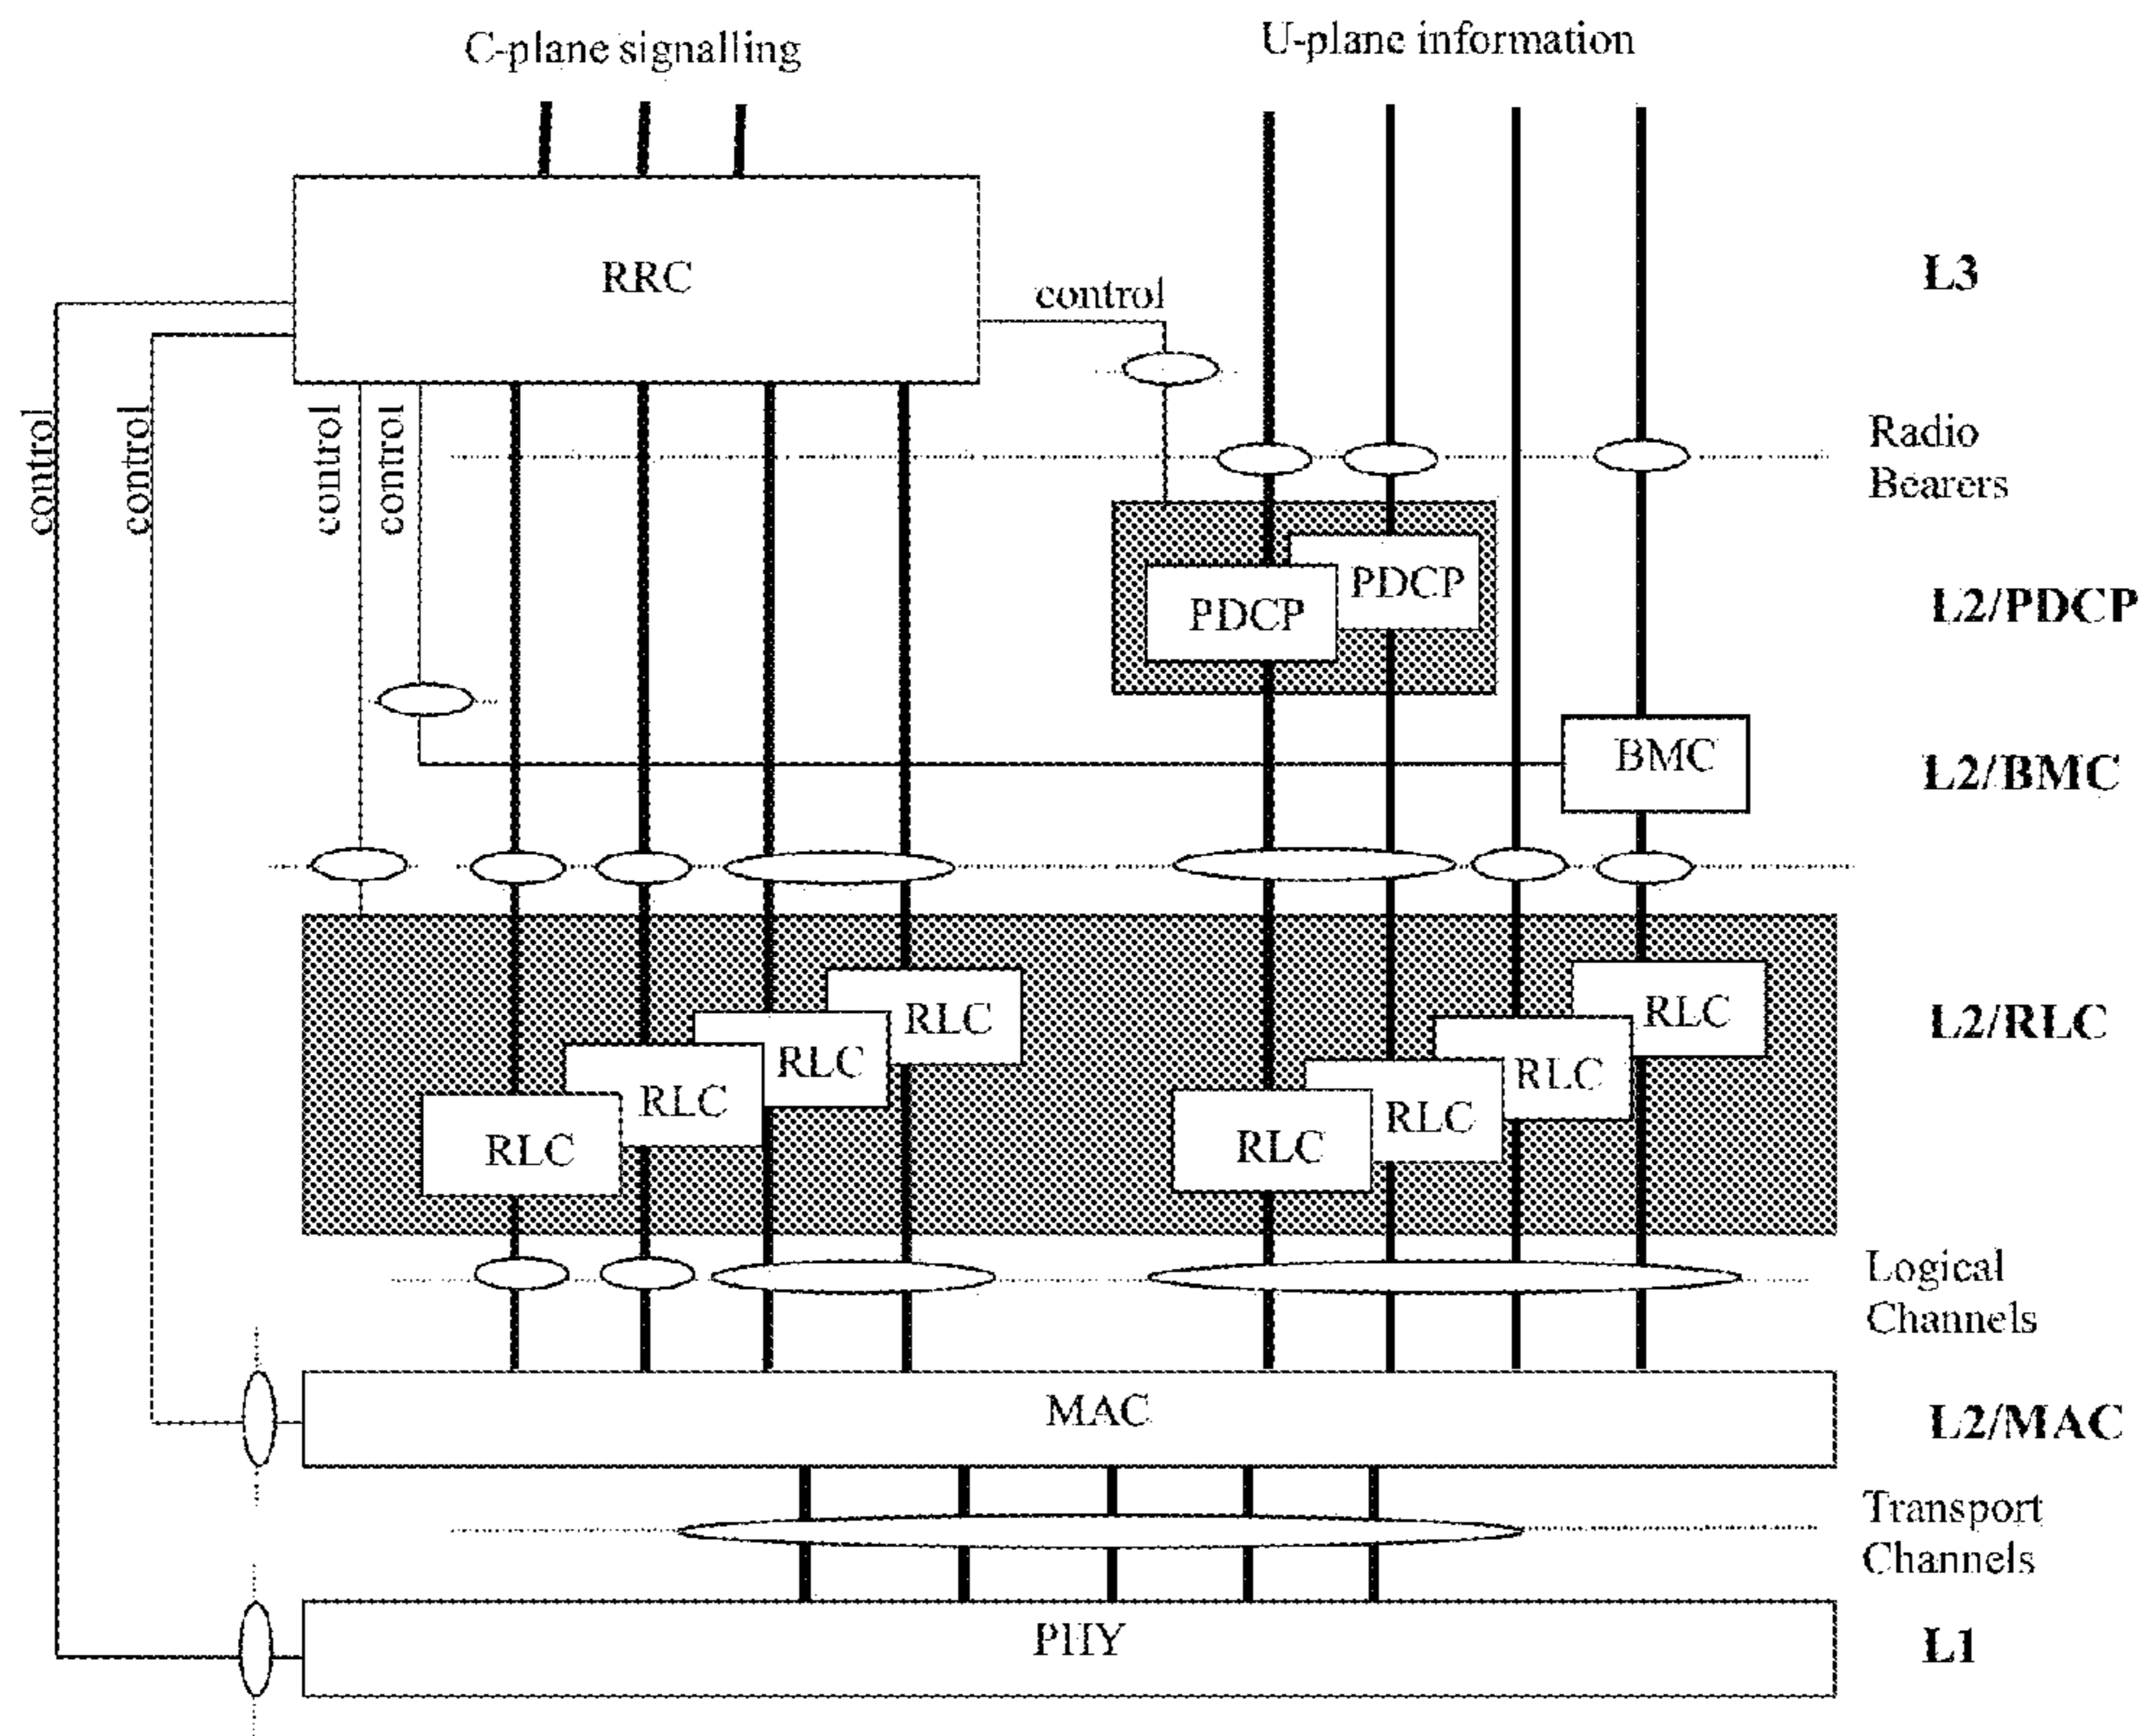 C-plane signalling
U-plane information
RRC
L3
control
control
control
control
control
Radio
Bearers
PDCP
PDCP
L2/PDCP
BMC
L2/BMC
RLC
RLC
RLC
RLC
RLC
RLC
RLC
RLC
L2/RLC
Logical
Channels
MAC
L2/MAC
Transport
Channels
PHY
L1